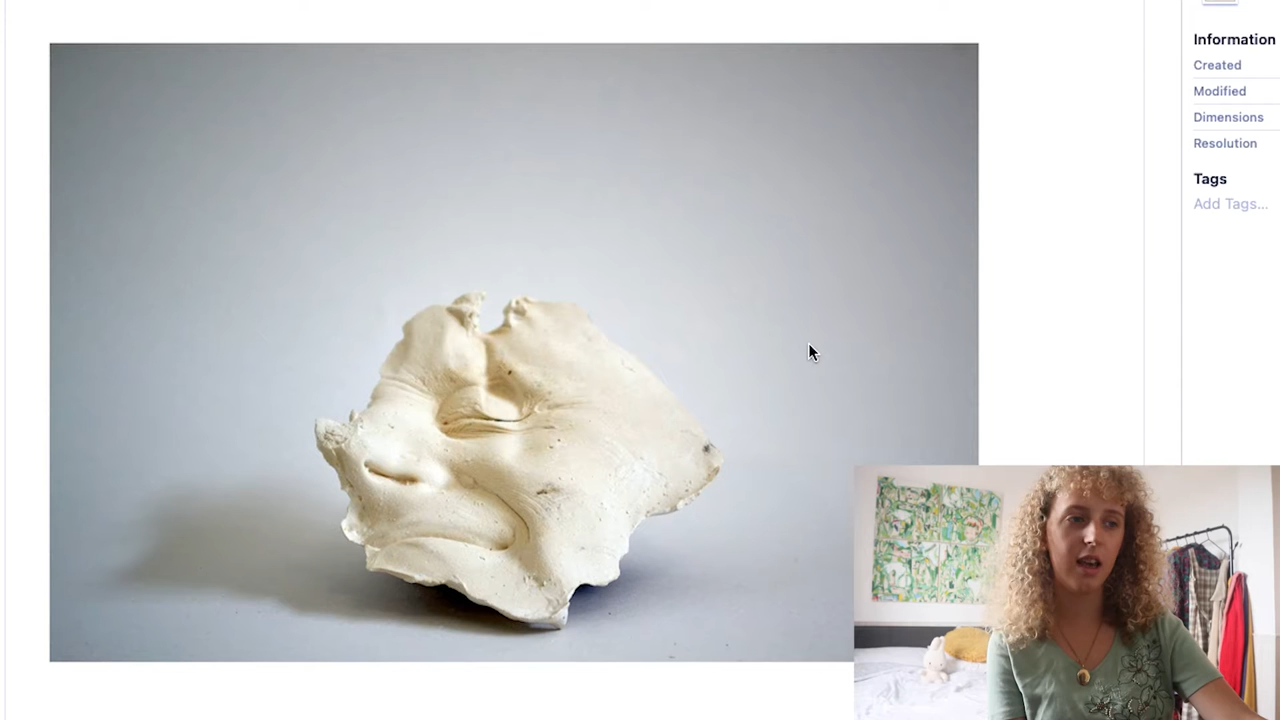 Information
Created
Modified
Dimensions
Resolution
Tags
Add Tags...